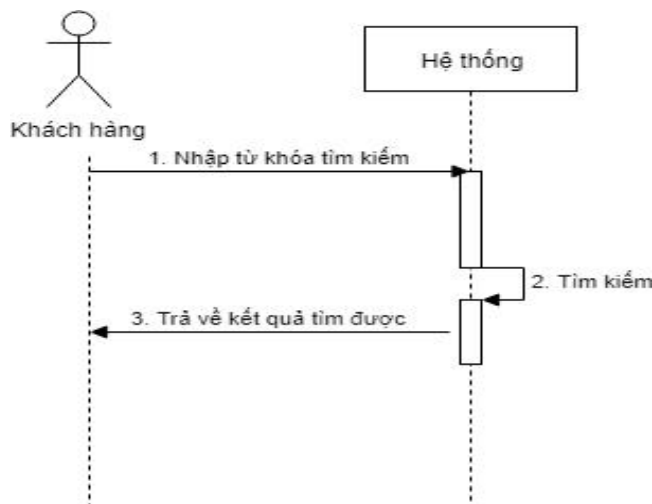 Hệ thống
Khách hàng
1. Nhập từ khóa tìm kiếm
2. Tìm kiếm
3. Trả về kết quả tìm được